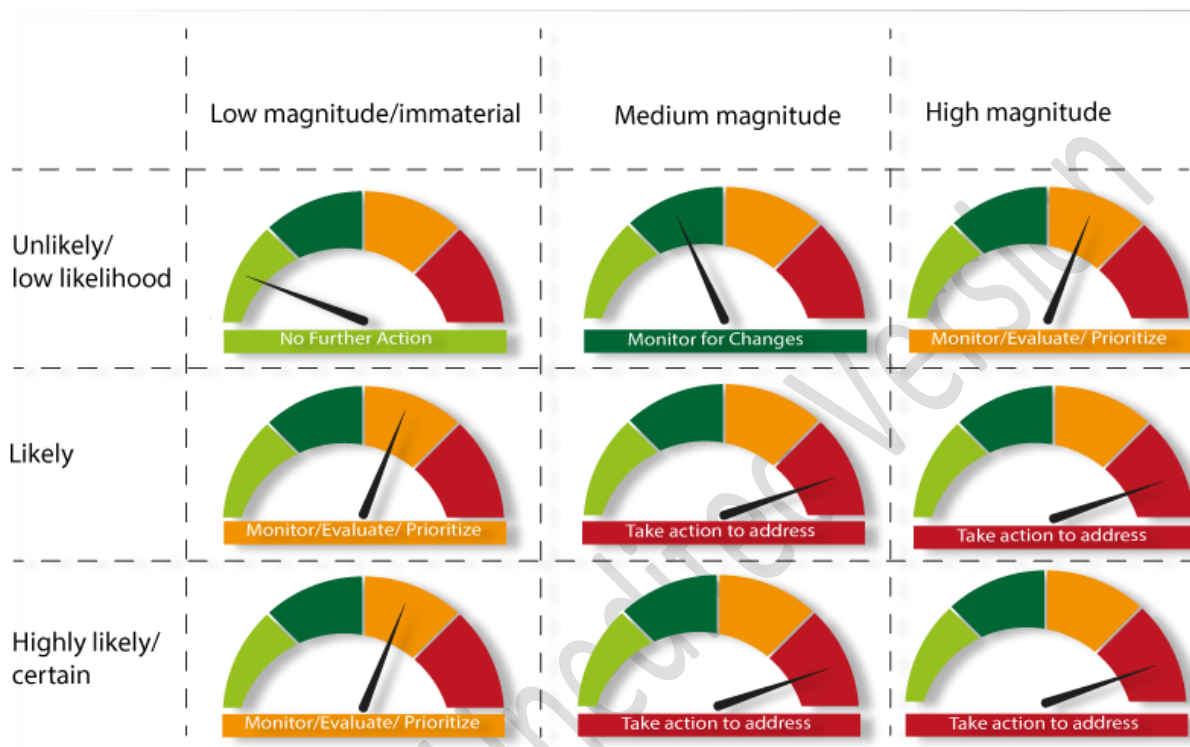 Low magnitude/immaterial
Medium magnitude
High magnitude
Unlikely/
low likelihood
No Further Action
Monitor for Changes
Monitor/Evaluate/ Prioritize
Likely
Monitor/Evaluate/ Prioritize
Take action to address
Take action to address
Highly likely/
certain
Monitor/Evaluate/ Prioritize
Take action to address
Take action to address
nedited Version